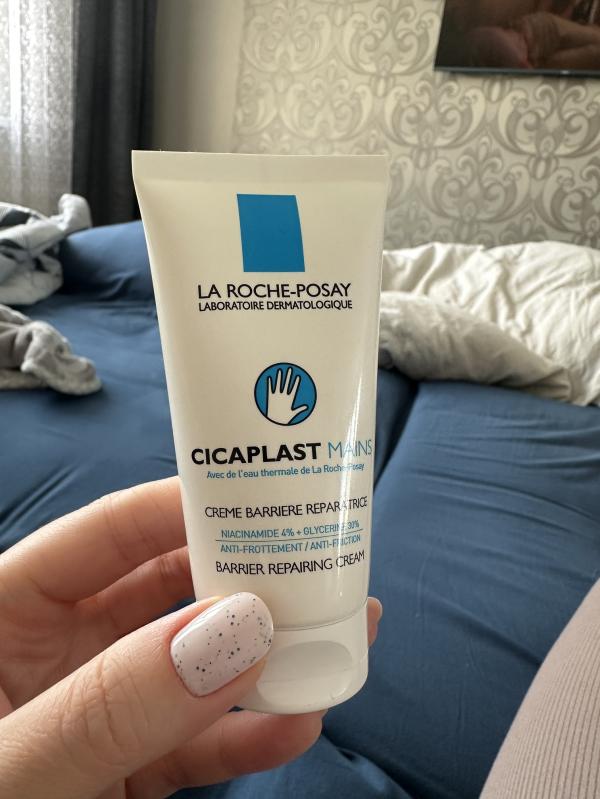 LA ROCHE-POSAY
LABORATOIRE DERMATOLOGIQUE
CICAPLAST MAINS
Avec de l'eau thermale de La Roche-Posay
CREME BARRIERE REPARATRICE
NIACINAMIDE 4% + GLYCERINE 30%
ANTI-FROTTEMENT / ANTI-FRICTION
BARRIER REPAIRING CREAM